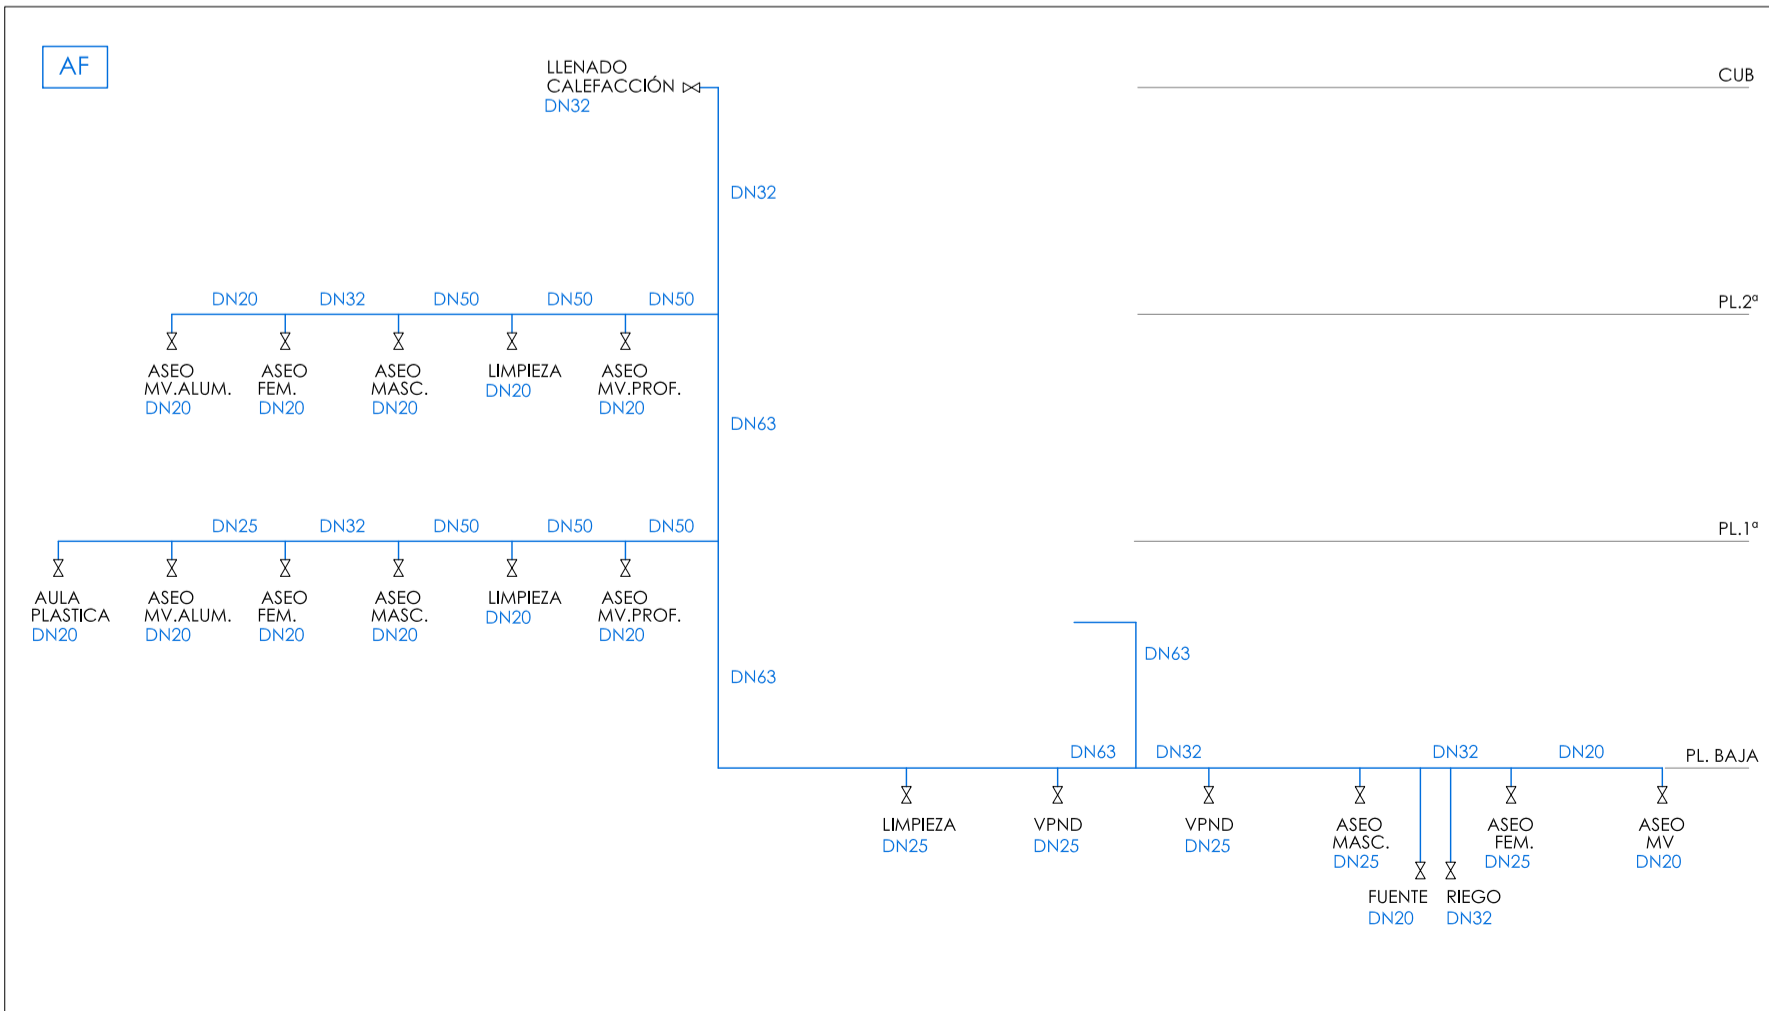 AF
LLENADO
CALEFACCIÓN
DN32
CUB
DN32
PL.2ª
DN20 DN32 DN50 DN50 DN50
ASEO
MV.ALUM.
DN20
ASEO
FEM.
DN20
ASEO
MASC.
DN20
LIMPIEZA
DN20
ASEO
MV.PROF.
DN20
DN63
PL.1ª
DN25 DN32 DN50 DN50 DN50
AULA
PLASTICA
DN20
ASEO
MV.ALUM.
DN20
ASEO
FEM.
DN20
ASEO
MASC.
DN20
LIMPIEZA
DN20
ASEO
MV.PROF.
DN20
DN63
DN63
DN63 DN32 DN32 DN20
PL. BAJA
LIMPIEZA
DN25
VPND
DN25
VPND
DN25
ASEO
MASC.
DN25
FUENTE
DN20
RIEGO
DN32
ASEO
FEM.
DN25
ASEO
MV
DN20